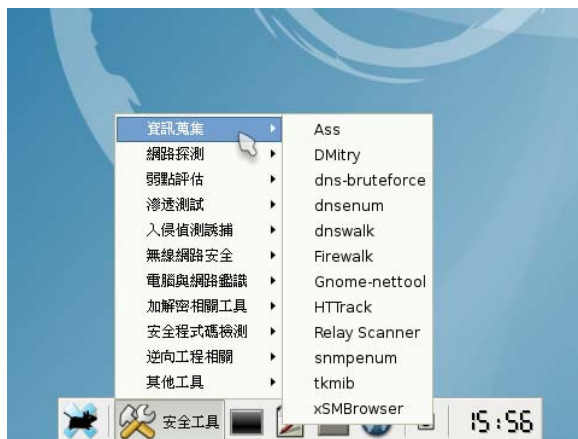 資訊蒐集
網路探測
弱點評估
滲透測試
入侵偵測誘捕
無線網路安全
電腦與網路鑑識
加解密相關工具
安全程式碼檢測
逆向工程相關
其他工具
Ass
DMitry
dns-bruteforce
dnsenum
dnswalk
Firewalk
Gnome-nettool
HTTrack
Relay Scanner
snmpenum
tkmib
xSMBrowser
安全工具
15:56